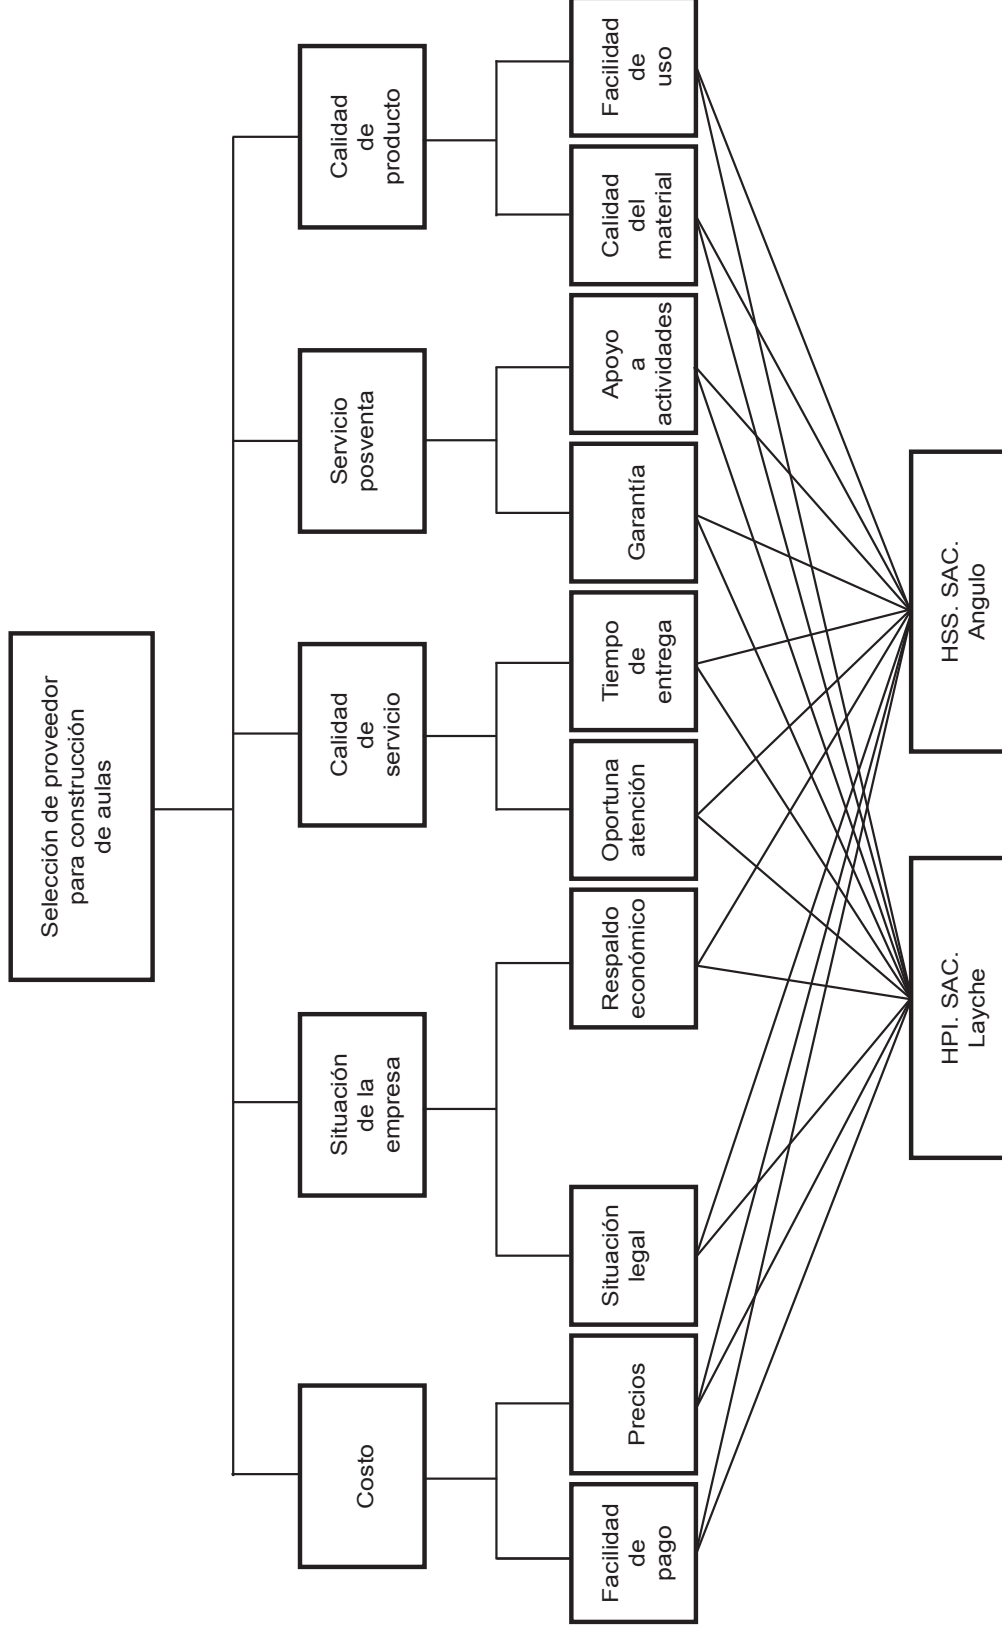 Selección de proveedor
para construcción
de aulas
Costo
Situación
de la
empresa
Calidad
de
servicio
Servicio
posventa
Calidad
de
producto
Facilidad
de
pago
Precios
Situación
legal
Respaldo
económico
Oportuna
atención
Tiempo
de
entrega
Garantía
Apoyo
a
actividades
Calidad
del
material
Facilidad
de
uso
HPI. SAC.
Layche
HSS. SAC.
Angulo